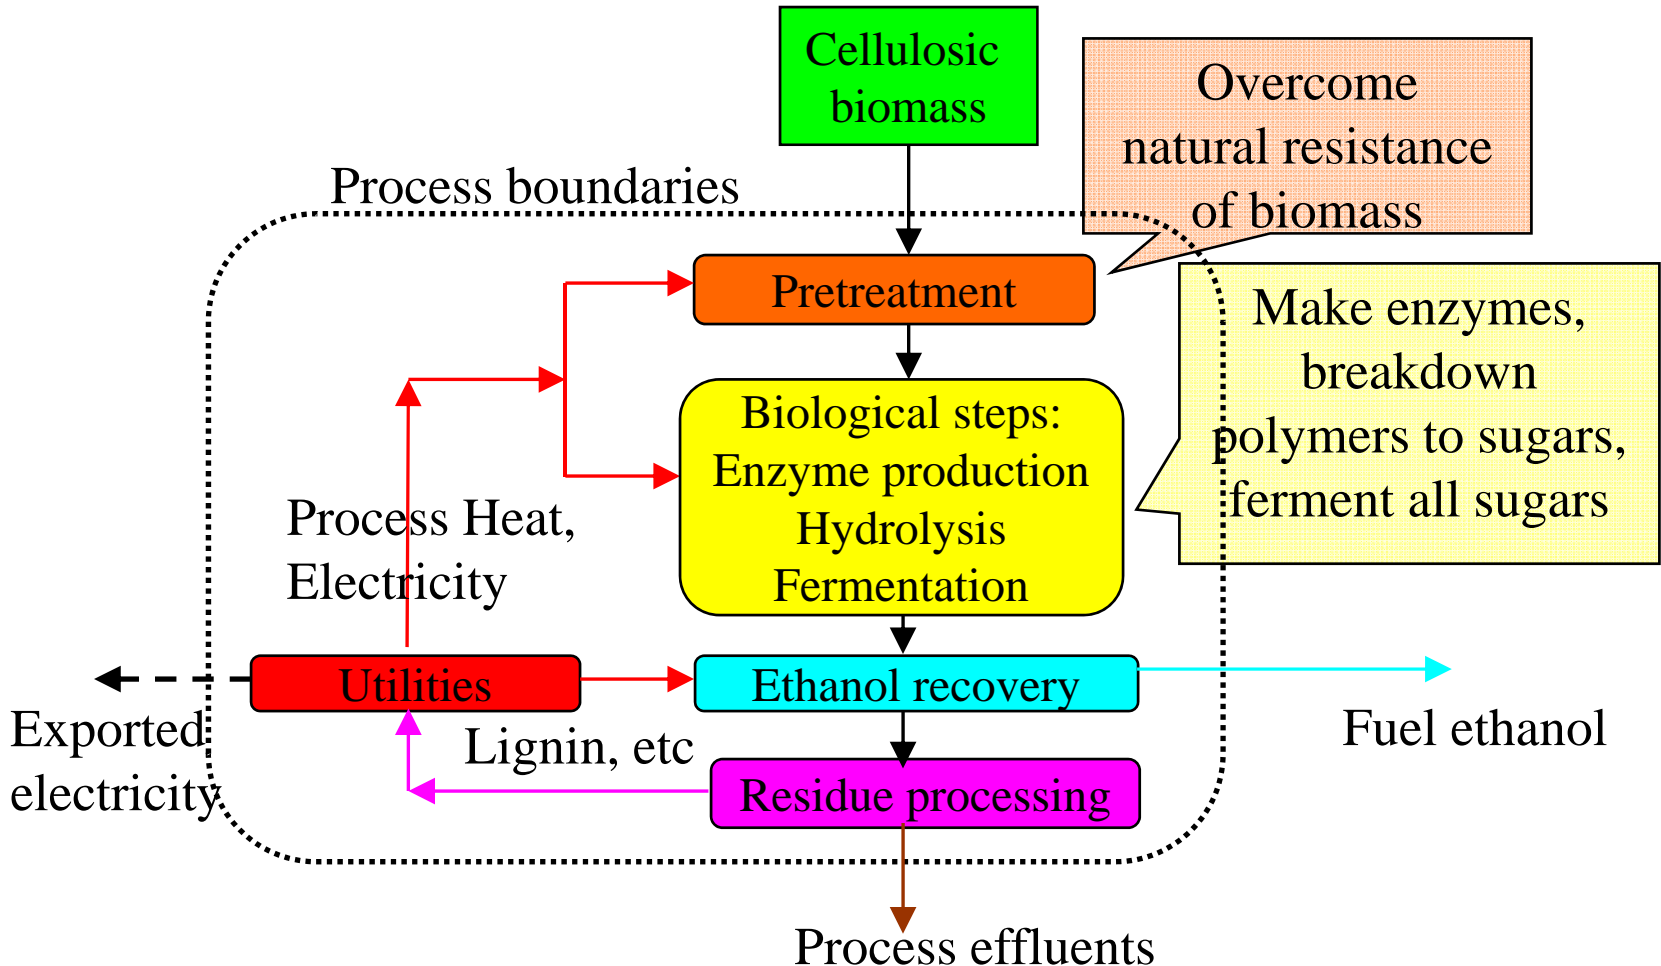 Cellulosic
biomass
Overcome
natural resistance
of biomass
Process boundaries
Pretreatment
Make enzymes,
breakdown
polymers to sugars,
ferment all sugars
Biological steps:
Enzyme production
Hydrolysis
Fermentation
Process Heat,
Electricity
Utilities
Ethanol recovery
Exported
electricity
Lignin, etc
Fuel ethanol
Residue processing
Process effluents